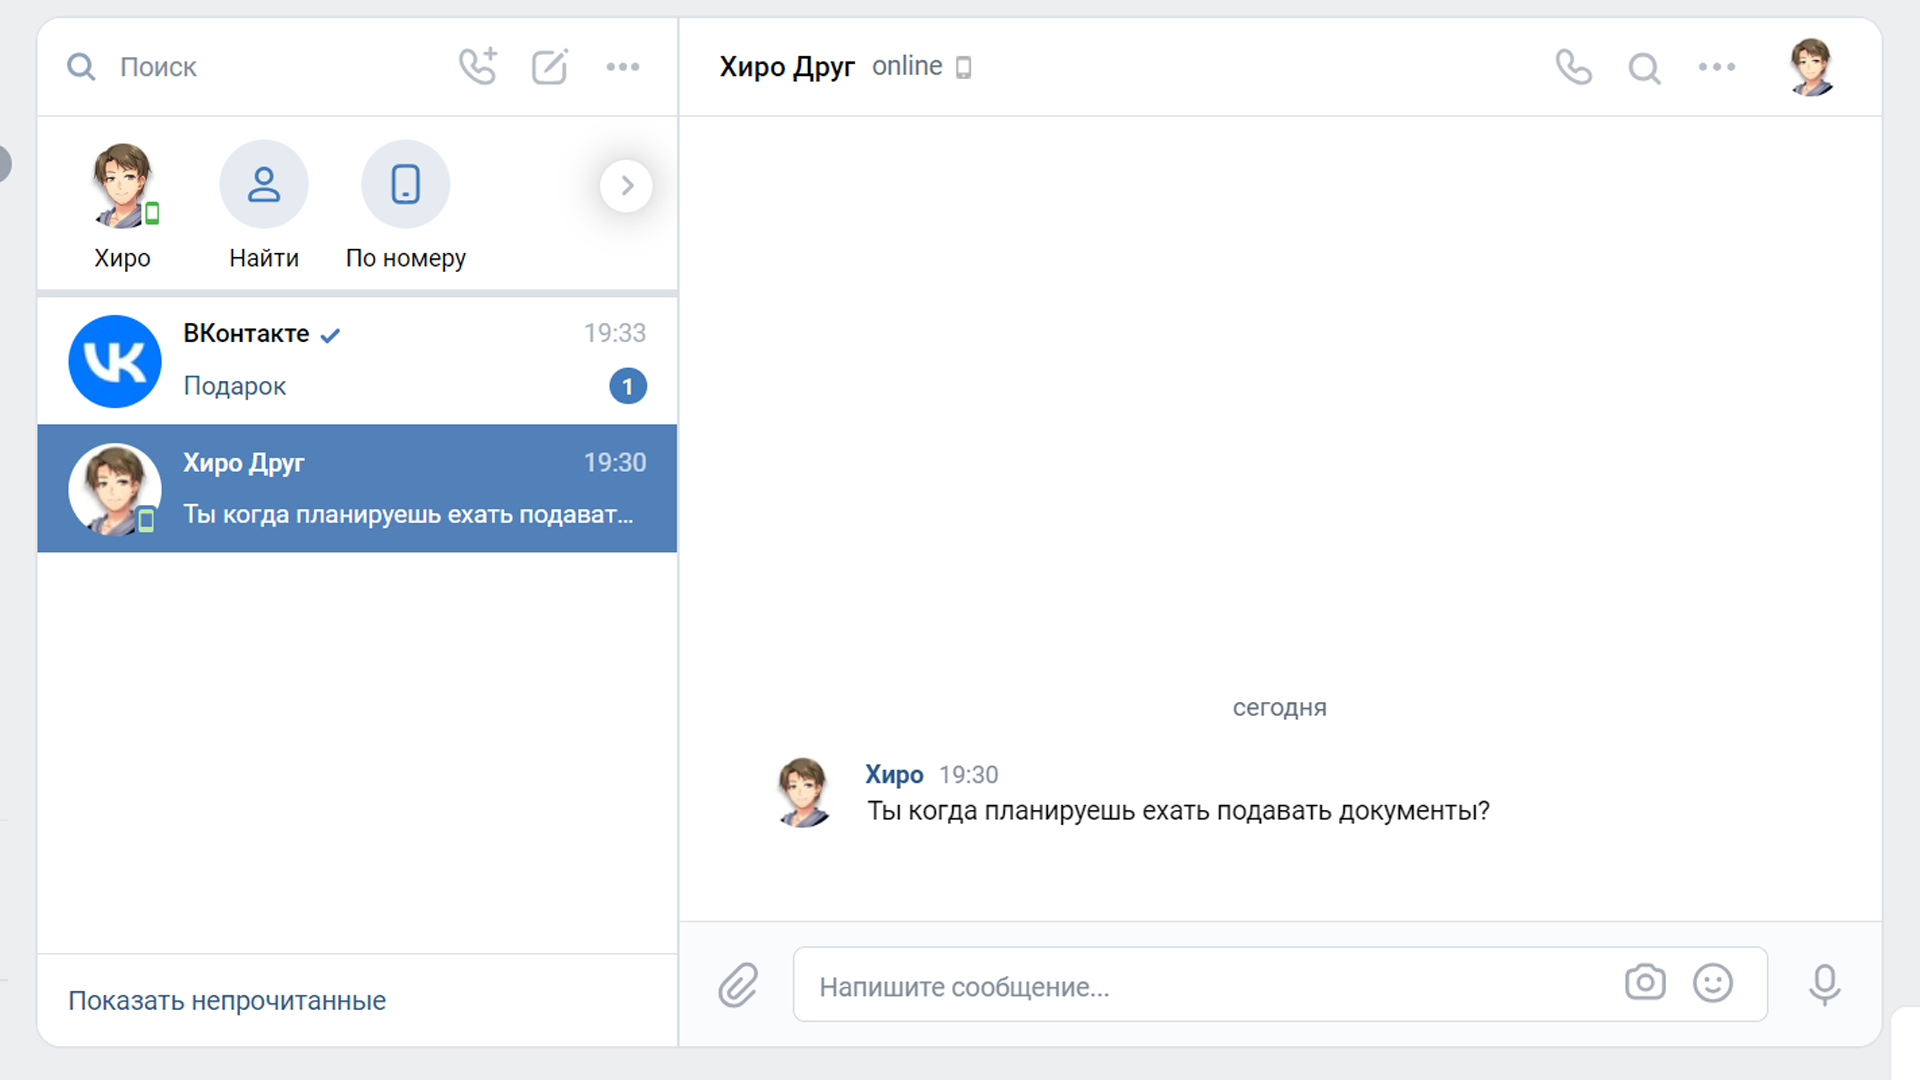 Поиск
Хиро Друг online
Хиро
Найти
По номеру
ВКонтакте 19:33
Подарок 1
Хиро Друг 19:30
Ты когда планируешь ехать подават...
сегодня
Хиро 19:30
Ты когда планируешь ехать подавать документы?
Показать непрочитанные
Напишите сообщение...